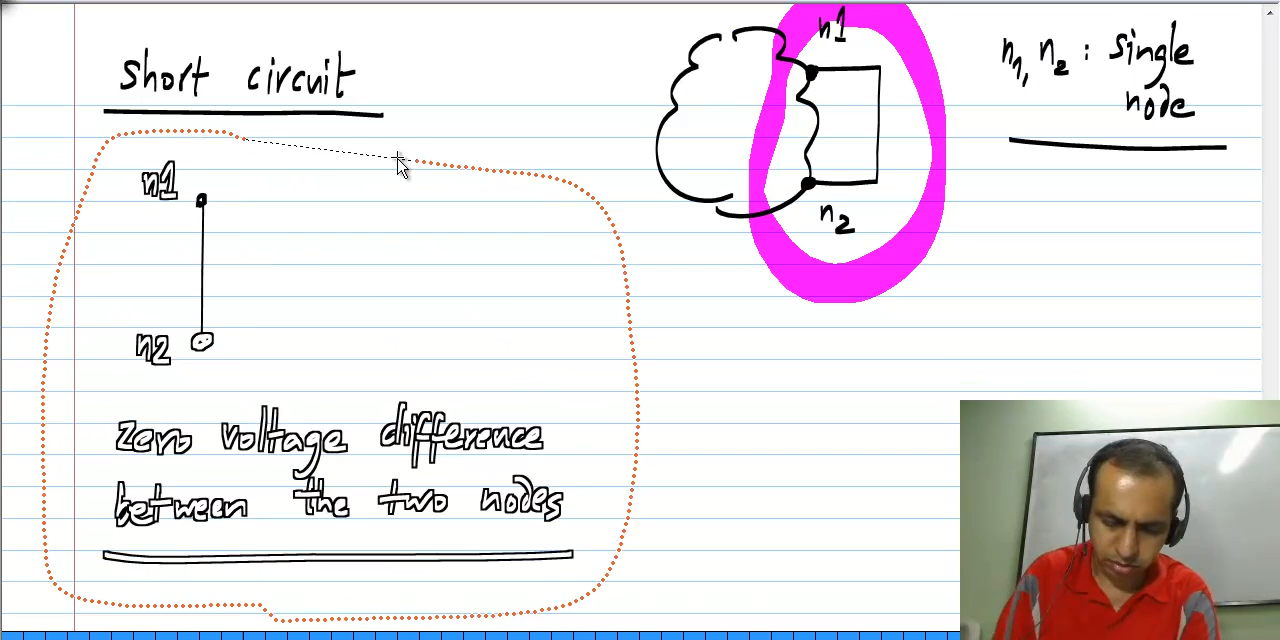 short circuit
n1
n2
zero voltage difference
between the two nodes
n1
n2
n1, n2 : single
node